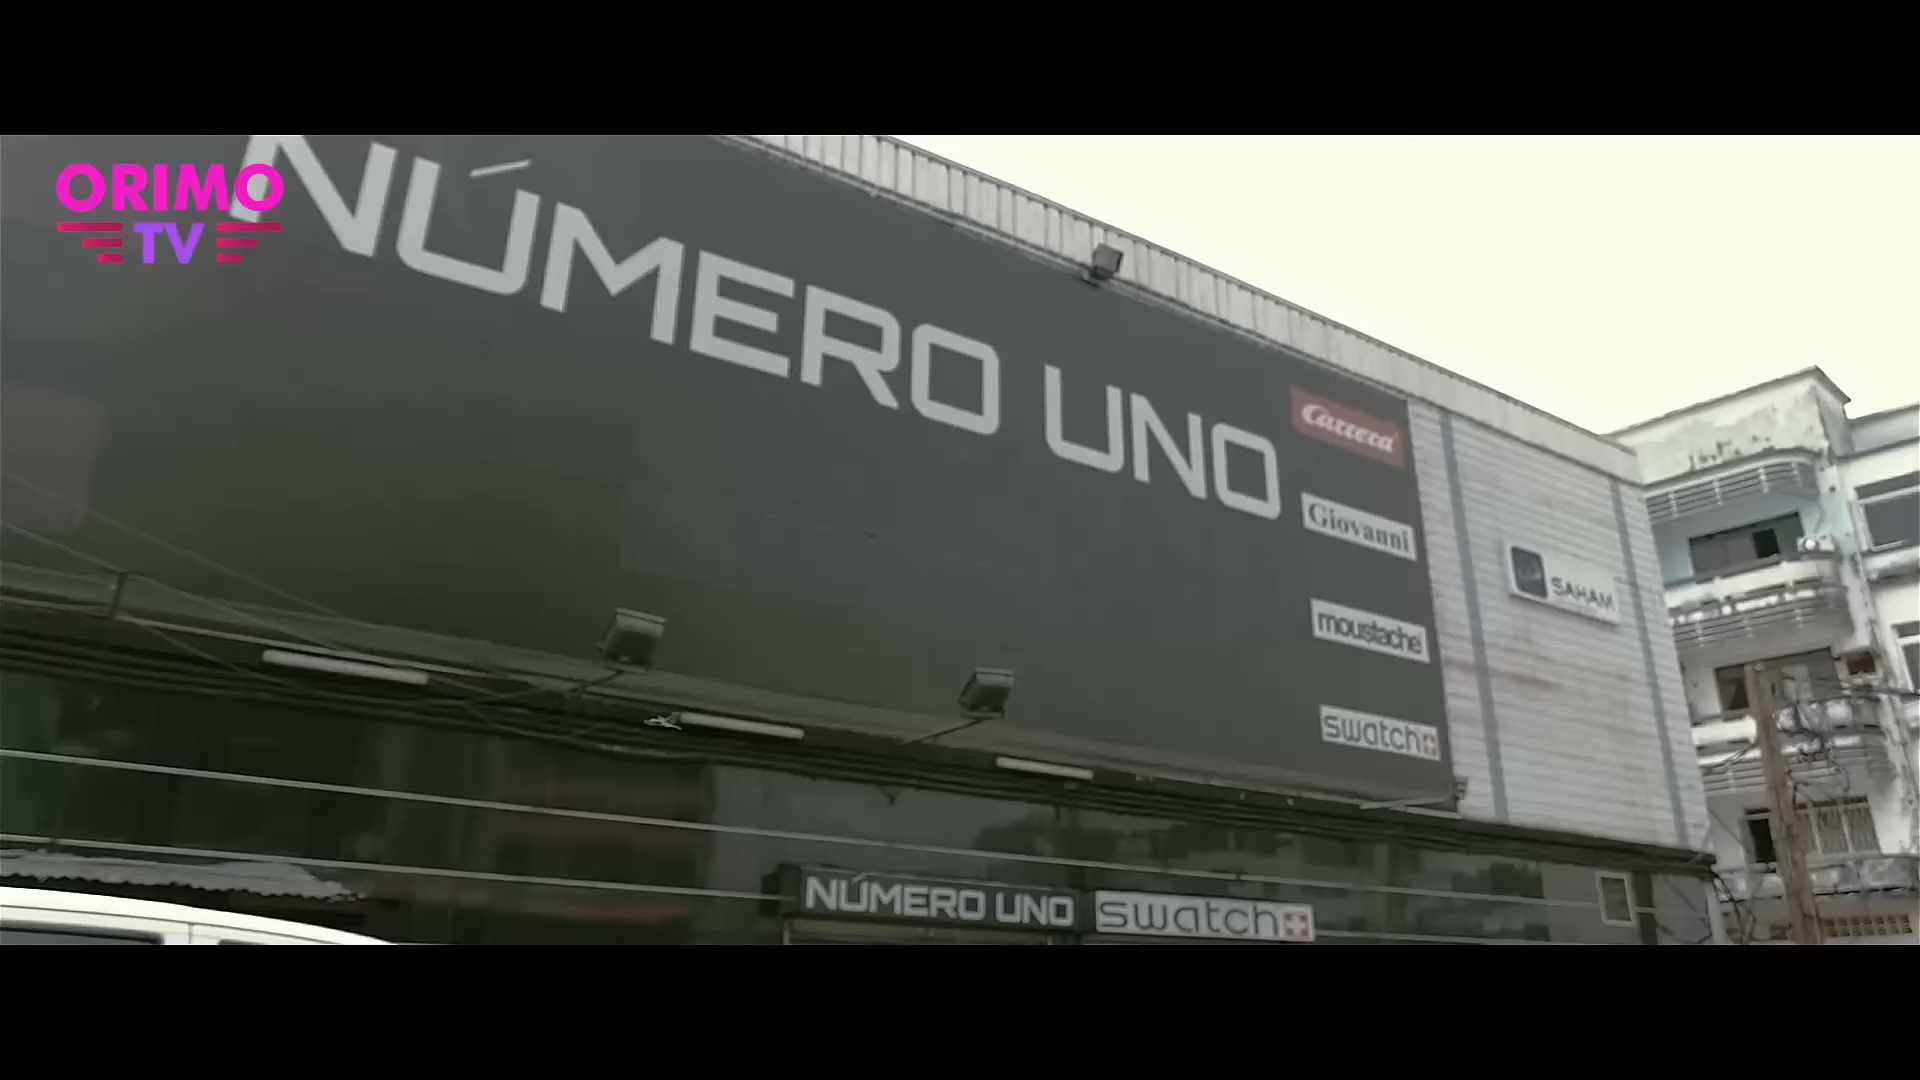 ORIMO
TV
NÚMERO UNO
Carrera
Giovanni
SAHAM
moustache
swatch
NÚMERO UNO
swatch